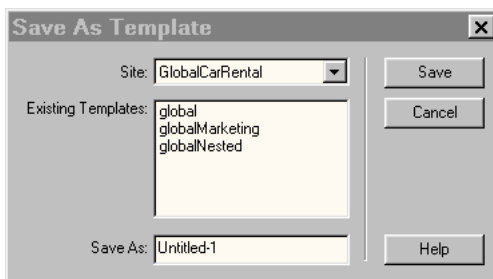 Save As Template
Site: GlobalCarRental
Save
Existing Templates: global
globalMarketing
globalNested
Cancel
Save As: Untitled-1
Help